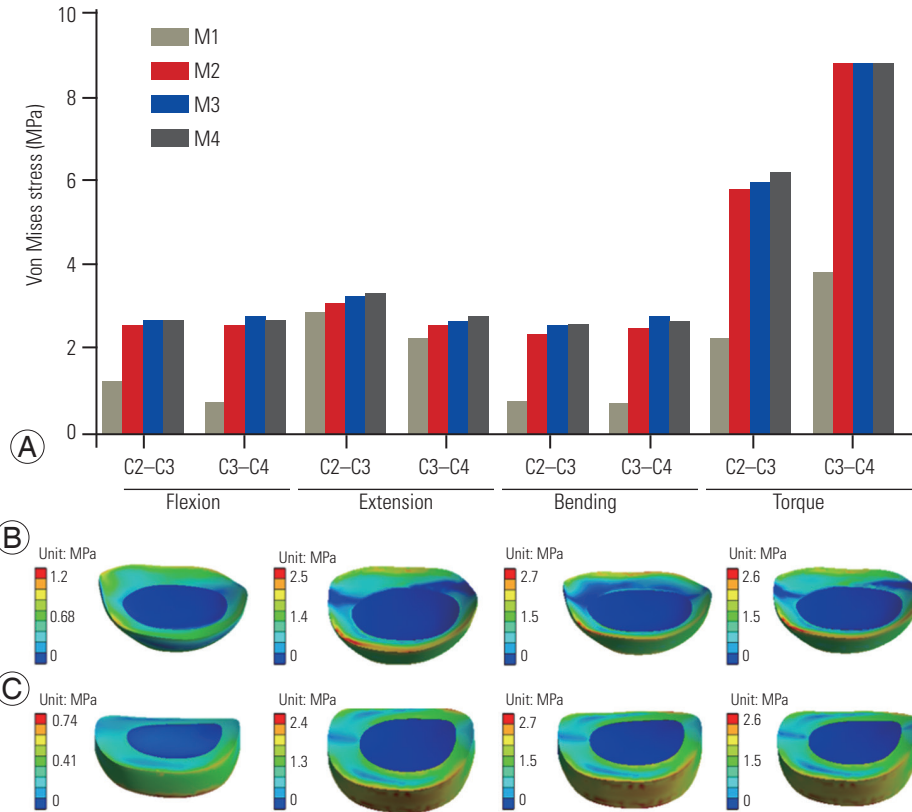 10
8
6
4
2
0
Von Mises stress (MPa)
M1
M2
M3
M4
A
C2–C3 C3–C4 C2–C3 C3–C4 C2–C3 C3–C4 C2–C3 C3–C4
Flexion Extension Bending Torque
B
Unit: MPa Unit: MPa Unit: MPa Unit: MPa
1.2 2.5 2.7 2.6
0.68 1.4 1.5 1.5
0 0 0 0
C
Unit: MPa Unit: MPa Unit: MPa Unit: MPa
0.74 2.4 2.7 2.6
0.41 1.3 1.5 1.5
0 0 0 0